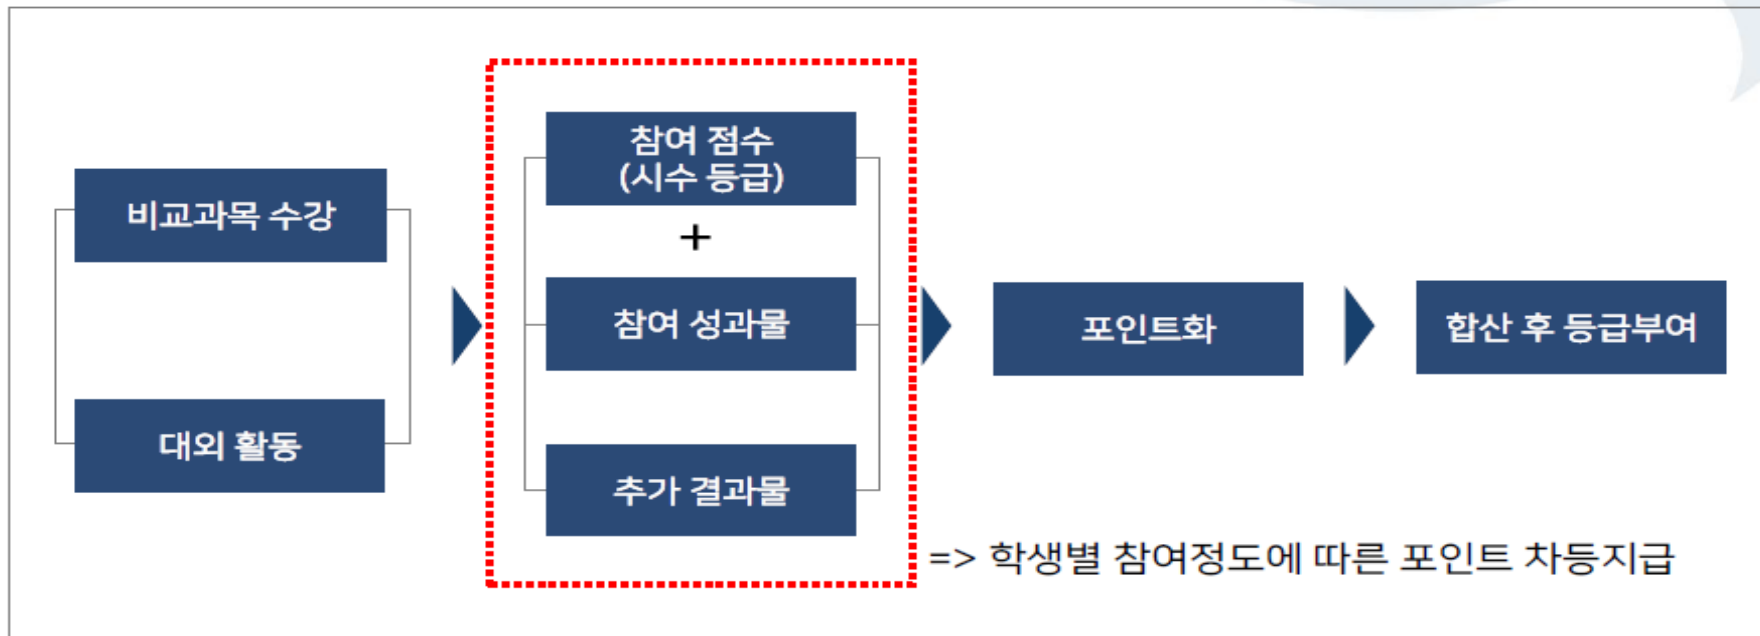 비교과목 수강
대외 활동
참여 점수
(시수 등급)
+
참여 성과물
추가 결과물
포인트화
합산 후 등급부여
=> 학생별 참여정도에 따른 포인트 차등지급